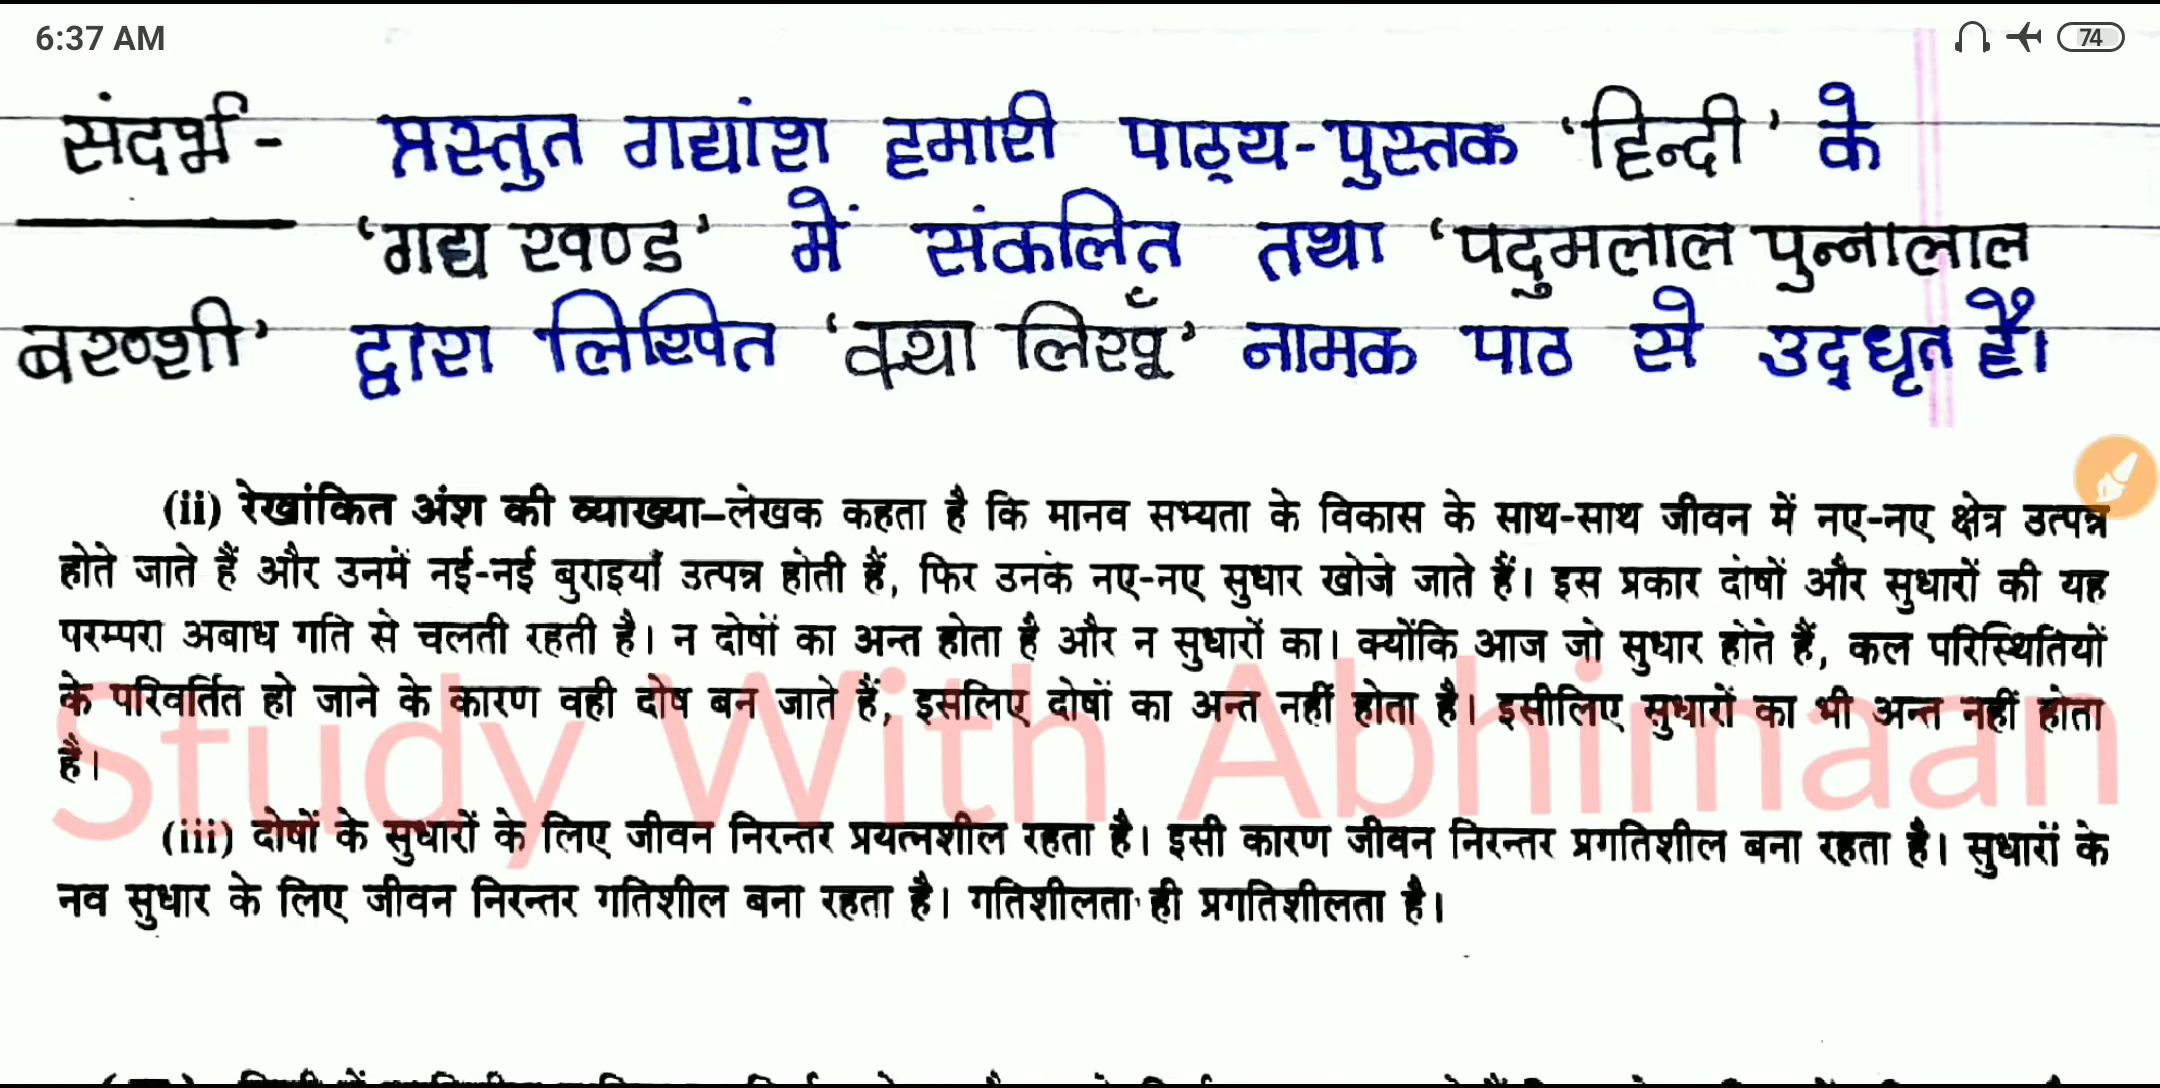 6:37 AM
74
संदर्भ - प्रस्तुत गद्यांश हमारी पाठ्य-पुस्तक 'हिन्दी' के
'गद्य खण्ड' में संकलित तथा 'पदुमलाल पुन्नालाल
बख्शी' द्वारा लिखित 'क्या लिखूँ' नामक पाठ से उद्धृत है।
(ii) रेखांकित अंश की व्याख्या–लेखक कहता है कि मानव सभ्यता के विकास के साथ-साथ जीवन में नए-नए क्षेत्र उत्पन्न
होते जाते हैं और उनमें नई-नई बुराइयाँ उत्पन्न होती हैं, फिर उनके नए-नए सुधार खोजे जाते हैं। इस प्रकार दोषों और सुधारों की यह
परम्परा अबाध गति से चलती रहती है। न दोषों का अन्त होता है और न सुधारों का। क्योंकि आज जो सुधार होते हैं, कल परिस्थितियों
के परिवर्तित हो जाने के कारण वही दोष बन जाते हैं, इसलिए दोषों का अन्त नहीं होता है। इसीलिए सुधारों का भी अन्त नहीं होता
है।
Study With Abhimaan
(iii) दोषों के सुधारों के लिए जीवन निरन्तर प्रयत्नशील रहता है। इसी कारण जीवन निरन्तर प्रगतिशील बना रहता है। सुधारों के
नव सुधार के लिए जीवन निरन्तर गतिशील बना रहता है। गतिशीलता ही प्रगतिशीलता है।